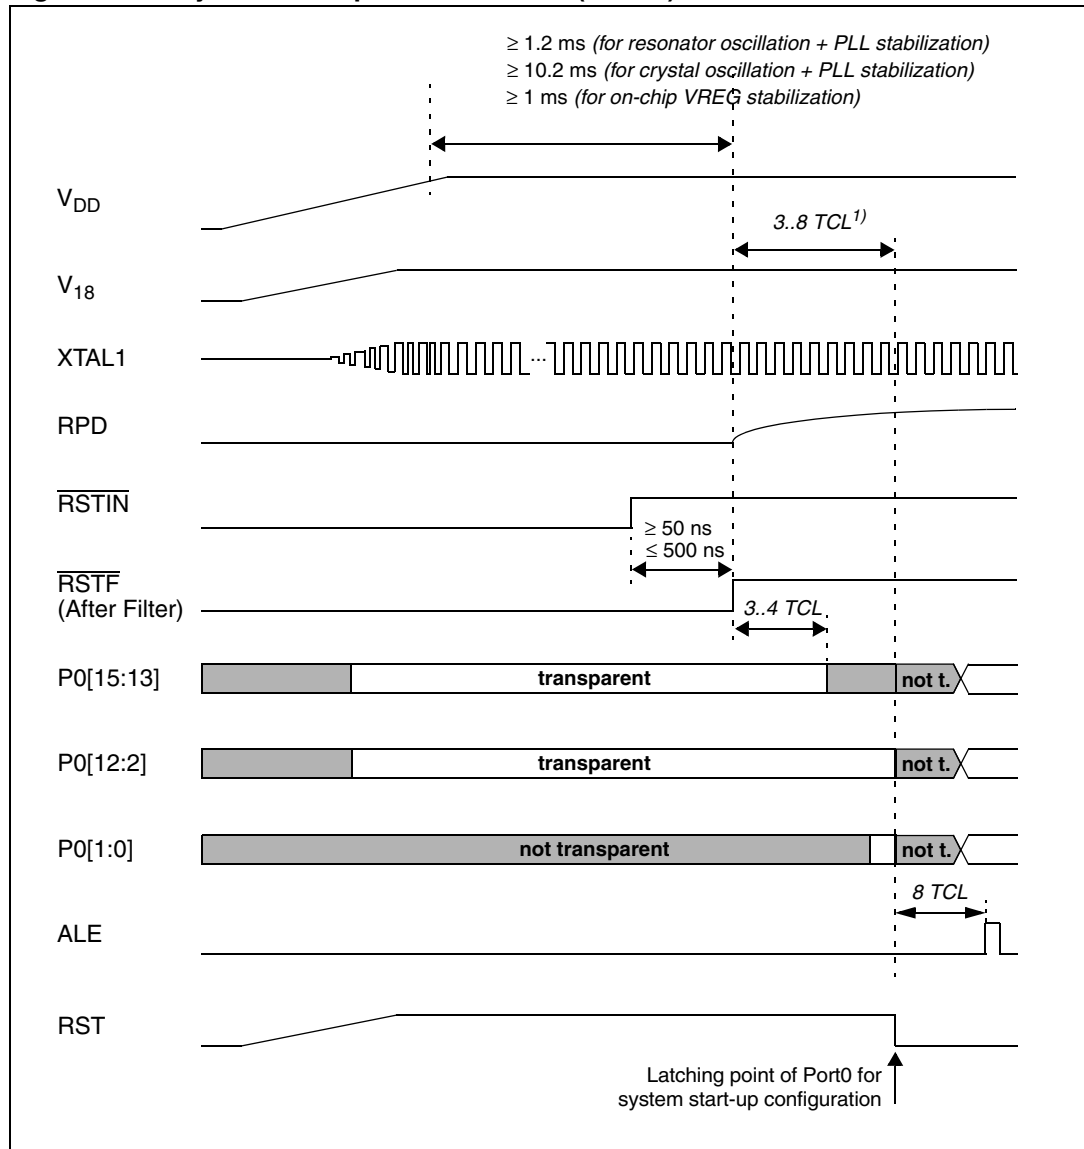 ≥ 1.2 ms (for resonator oscillation + PLL stabilization)
≥ 10.2 ms (for crystal oscillation + PLL stabilization)
≥ 1 ms (for on-chip VREG stabilization)
VDD
3..8 TCL1)
V18
XTAL1
...
RPD
RSTIN
≥ 50 ns
≤ 500 ns
RSTF
(After Filter)
3..4 TCL
P0[15:13]
transparent
not t.
P0[12:2]
transparent
not t.
P0[1:0]
not transparent
not t.
8 TCL
ALE
RST
Latching point of Port0 for
system start-up configuration